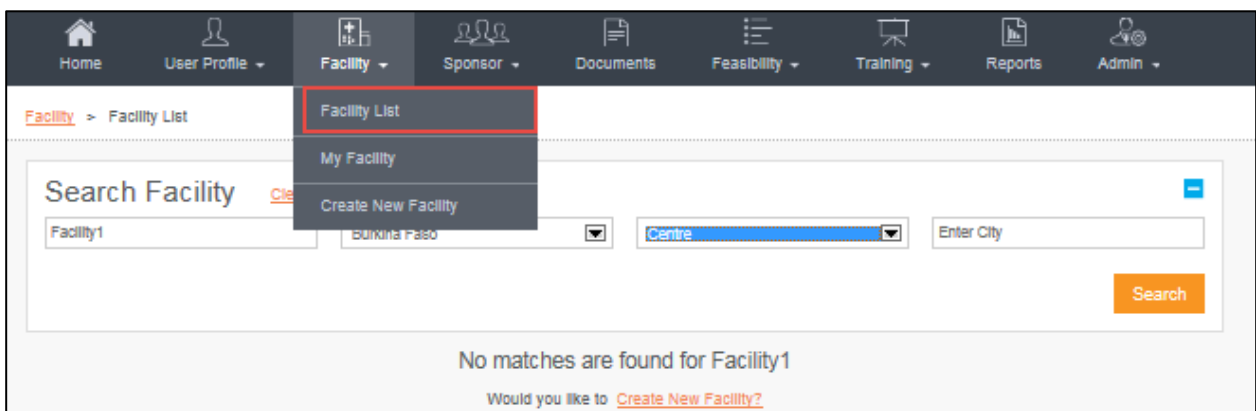 Home User Profile Facility Sponsor Documents Feasibility Training Reports Admin
Facility > Facility List
Facility List
My Facility
Create New Facility
Search Facility
Facility1 Burkina Faso Centre Enter City
Search
No matches are found for Facility1
Would you like to Create New Facility?